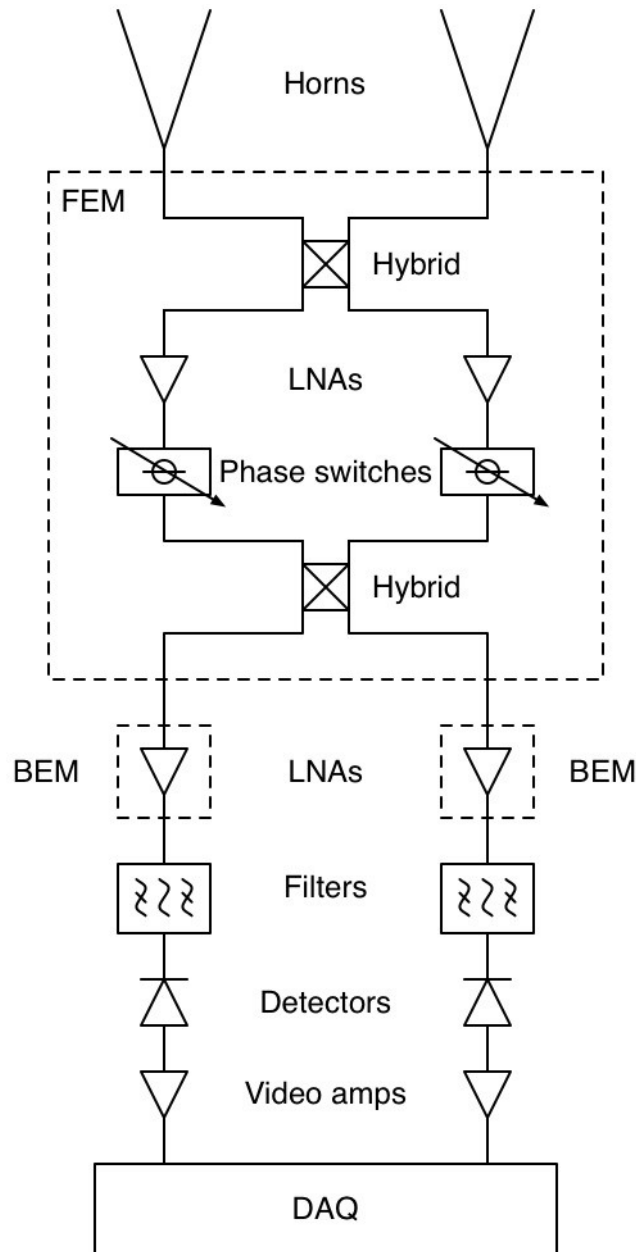 Horns
FEM
Hybrid
LNAs
Phase switches
Hybrid
BEM LNAs BEM
Filters
Detectors
Video amps
DAQ